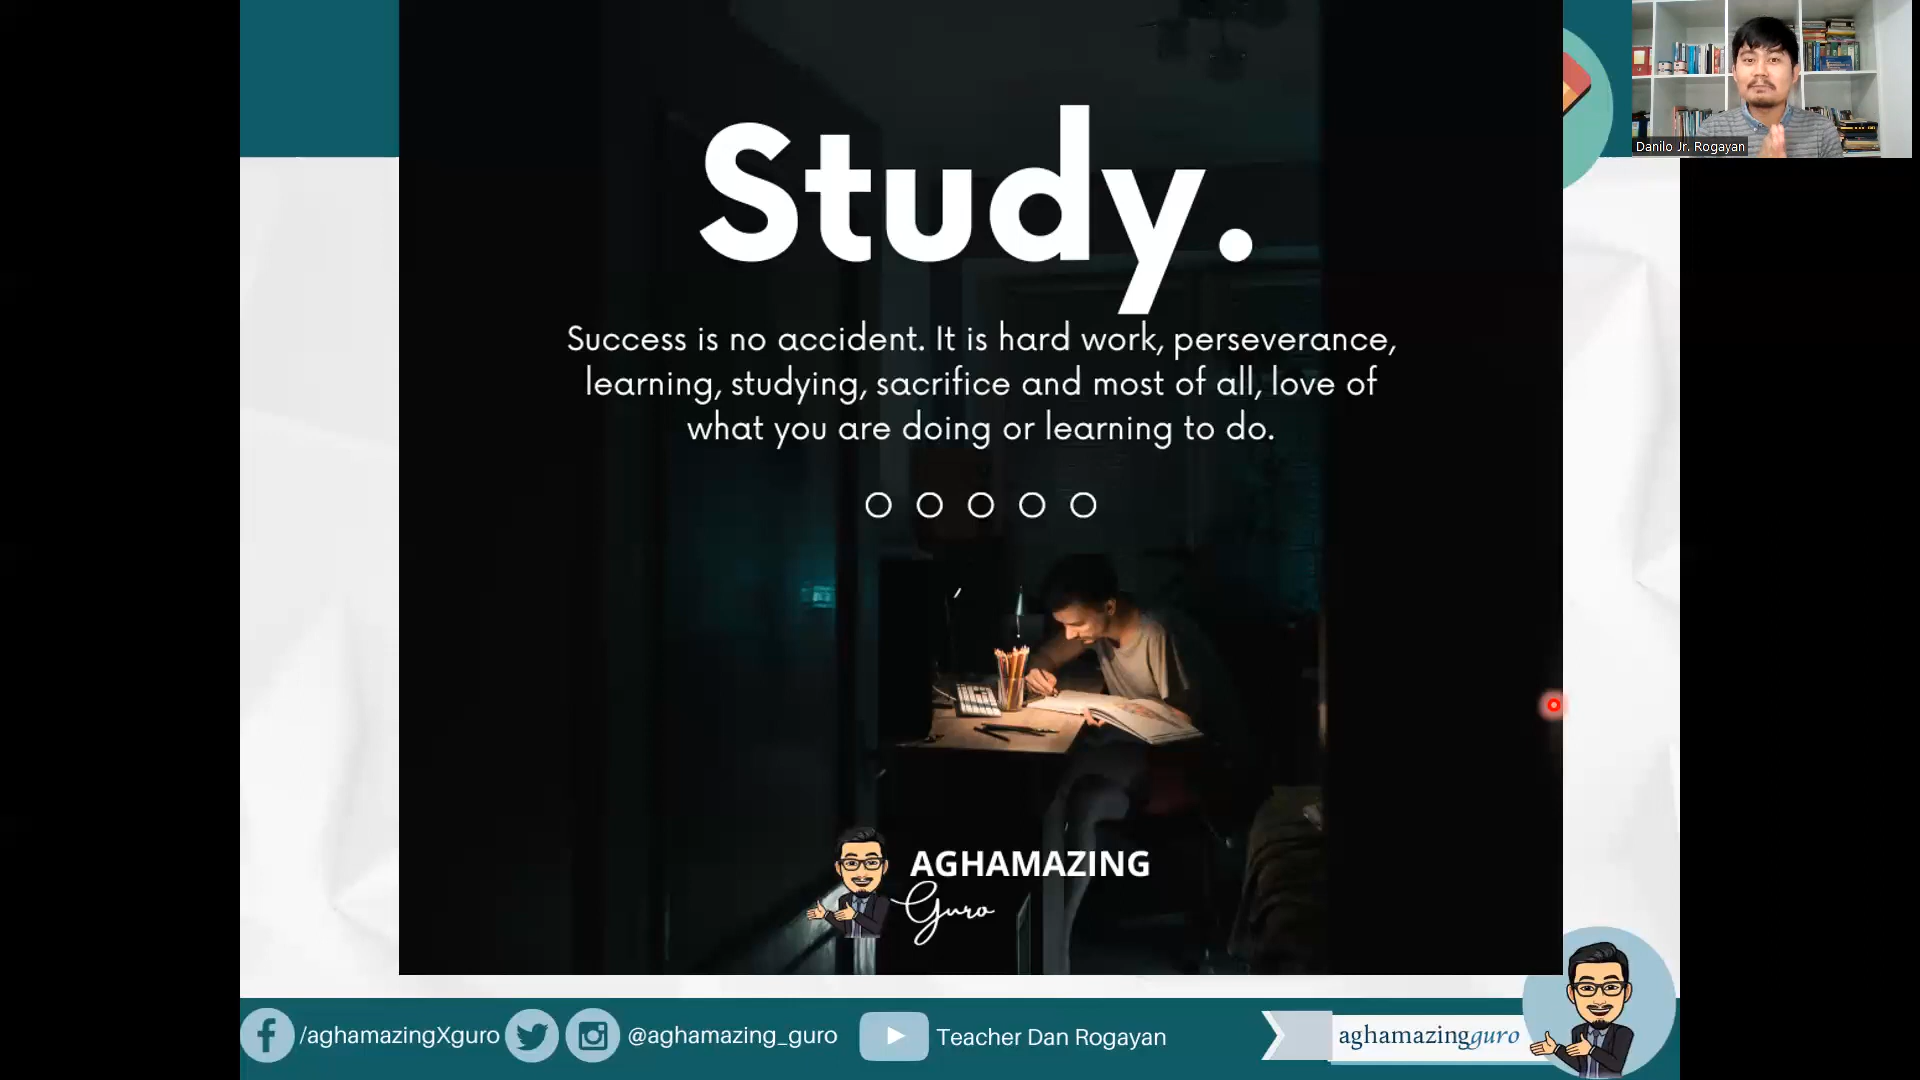 Study.
Success is no accident. It is hard work, perseverance,
learning, studying, sacrifice and most of all, love of
what you are doing or learning to do.
AGHAMAZING
Guro
Danilo Jr. Rogayan
/aghamazingXguro
@aghamazing_guro
Teacher Dan Rogayan
aghamazingguro